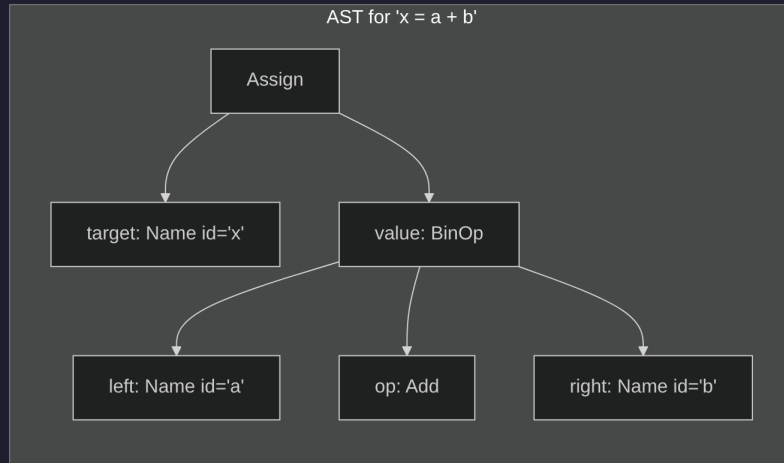 AST for 'x = a + b'
Assign
target: Name id='x'
value: BinOp
left: Name id='a'
op: Add
right: Name id='b'